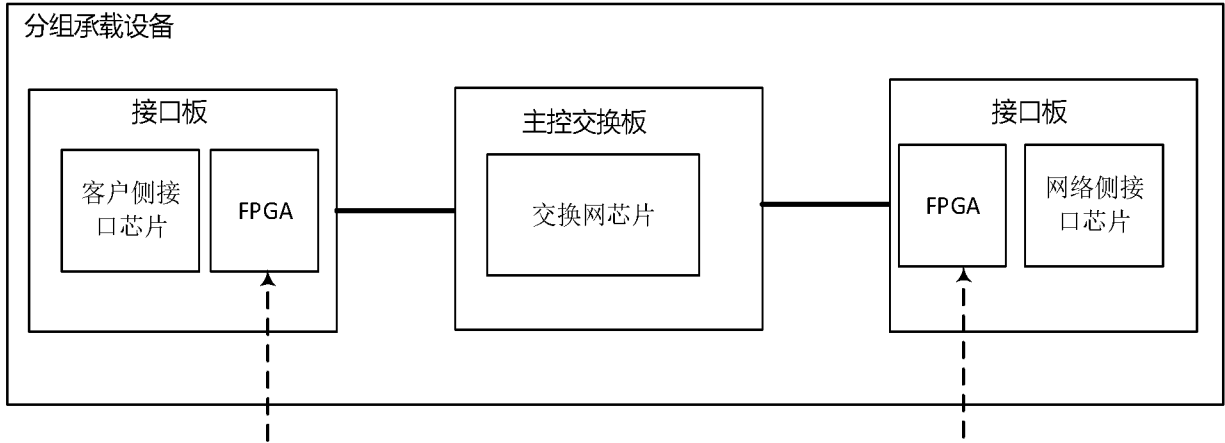 分组承载设备
接口板
客户侧接
口芯片
FPGA
主控交换板
交换网芯片
接口板
FPGA
网络侧接
口芯片